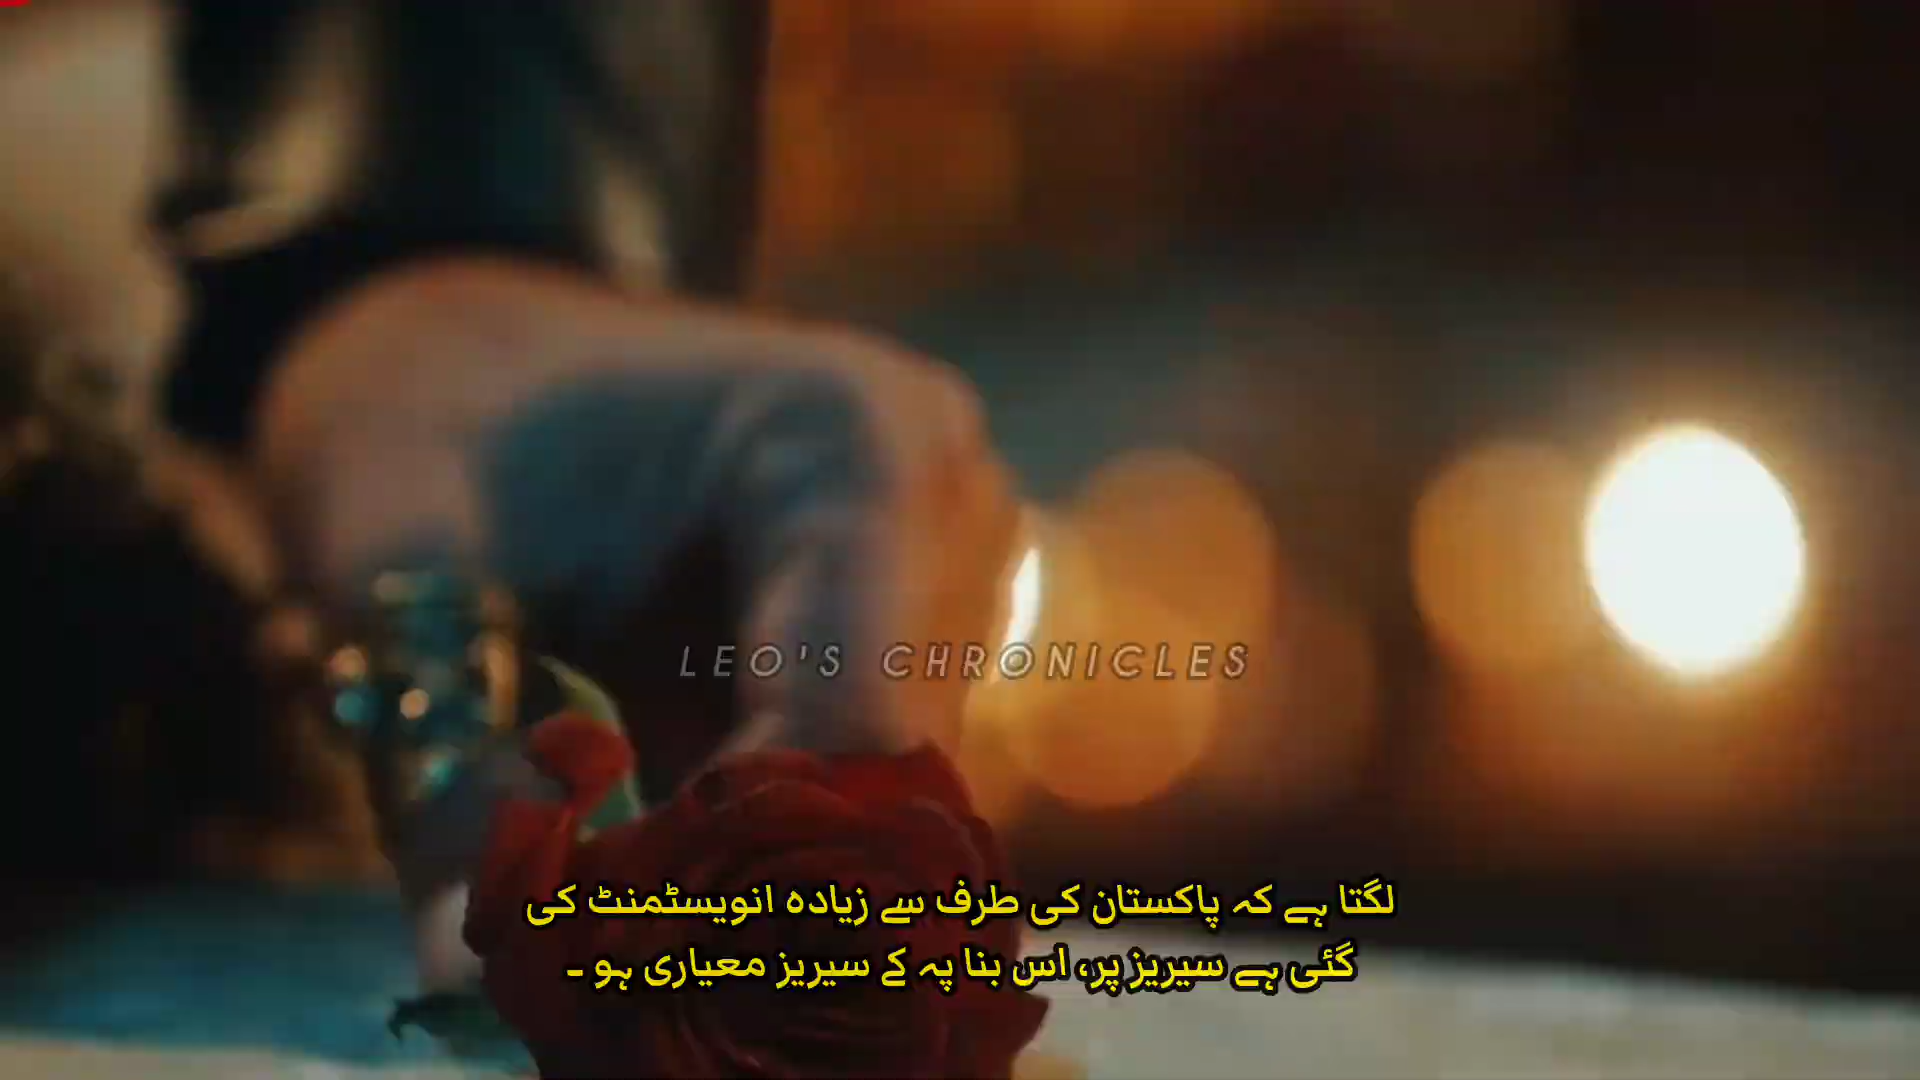 LEO'S CHRONICLES
لگتا ہے کہ پاکستان کی طرف سے زیادہ انویسٹمنٹ کی
گئی ہے سیریز پر، اس بنا پہ کے سیریز معیاری ہو ۔